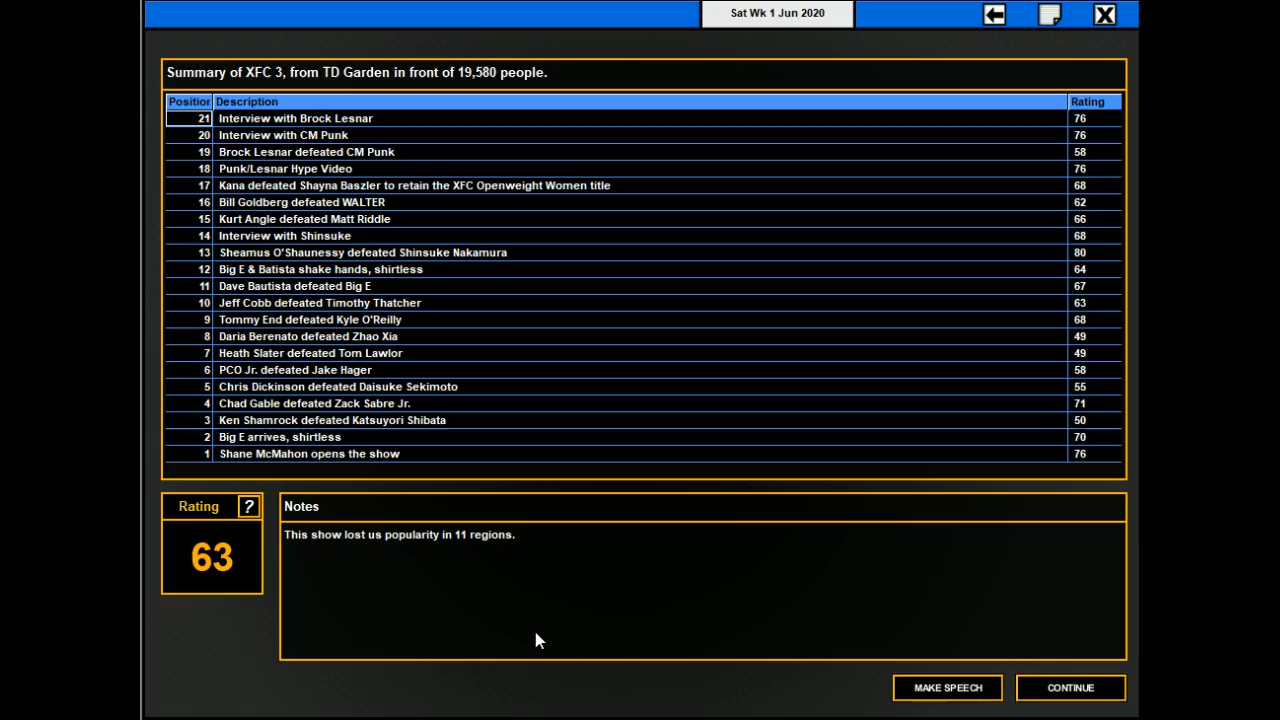 Sat Wk 1 Jun 2020
Summary of XFC 3, from TD Garden in front of 19,580 people.
Position Description Rating
21 Interview with Brock Lesnar 76
20 Interview with CM Punk 76
19 Brock Lesnar defeated CM Punk 58
18 Punk/Lesnar Hype Video 76
17 Kana defeated Shayna Baszler to retain the XFC Openweight Women title 68
16 Bill Goldberg defeated WALTER 62
15 Kurt Angle defeated Matt Riddle 66
14 Interview with Shinsuke 68
13 Sheamus O'Shaunessy defeated Shinsuke Nakamura 80
12 Big E & Batista shake hands, shirtless 64
11 Dave Bautista defeated Big E 67
10 Jeff Cobb defeated Timothy Thatcher 63
9 Tommy End defeated Kyle O'Reilly 68
8 Daria Berenato defeated Zhao Xia 49
7 Heath Slater defeated Tom Lawlor 49
6 PCO Jr. defeated Jake Hager 58
5 Chris Dickinson defeated Daisuke Sekimoto 55
4 Chad Gable defeated Zack Sabre Jr. 71
3 Ken Shamrock defeated Katsuyori Shibata 50
2 Big E arrives, shirtless 70
1 Shane McMahon opens the show 76
Rating ?
63
Notes
This show lost us popularity in 11 regions.
MAKE SPEECH
CONTINUE